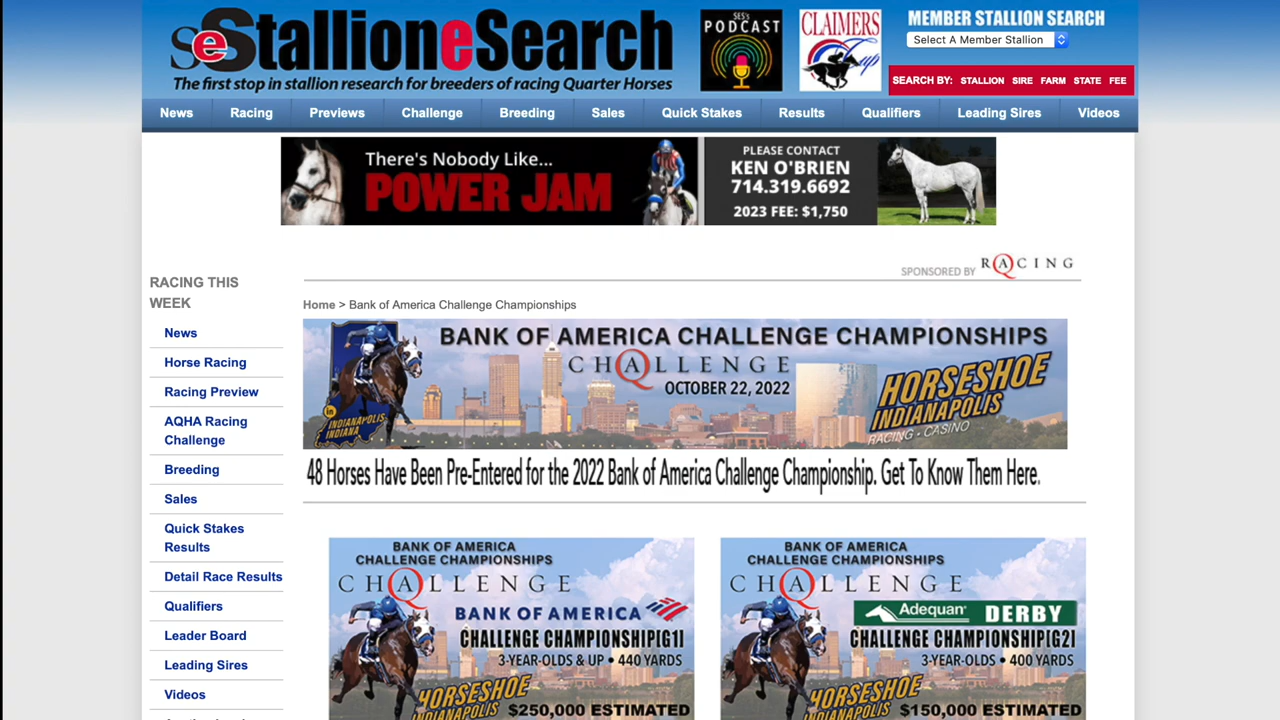 seStallioneSearch
The first stop in stallion research for breeders of racing Quarter Horses
SES's
PODCAST
CLAIMERS
Cup
MEMBER STALLION SEARCH
Select A Member Stallion
SEARCH BY: STALLION SIRE FARM STATE FEE
News Racing Previews Challenge Breeding Sales Quick Stakes Results Qualifiers Leading Sires Videos
There's Nobody Like...
POWER JAM
PLEASE CONTACT
KEN O'BRIEN
714.319.6692
2023 FEE: $1,750
SPONSORED BY RACING
RACING THIS
WEEK
News
Horse Racing
Racing Preview
AQHA Racing
Challenge
Breeding
Sales
Quick Stakes
Results
Detail Race Results
Qualifiers
Leader Board
Leading Sires
Videos
Home > Bank of America Challenge Championships
BANK OF AMERICA CHALLENGE CHAMPIONSHIPS
CHALLENGE
OCTOBER 22, 2022
in
INDIANAPOLIS
INDIANA
HORSESHOE
INDIANAPOLIS
RACING • CASINO
48 Horses Have Been Pre-Entered for the 2022 Bank of America Challenge Championship. Get To Know Them Here.
BANK OF AMERICA
CHALLENGE CHAMPIONSHIPS
CHALLENGE
BANK OF AMERICA
CHALLENGE CHAMPIONSHIP[G1]
3-YEAR-OLDS & UP • 440 YARDS
HORSESHOE
INDIANAPOLIS
$250,000 ESTIMATED
BANK OF AMERICA
CHALLENGE CHAMPIONSHIPS
CHALLENGE
Adequan® DERBY
CHALLENGE CHAMPIONSHIP[G2]
3-YEAR-OLDS • 400 YARDS
HORSESHOE
INDIANAPOLIS
$150,000 ESTIMATED